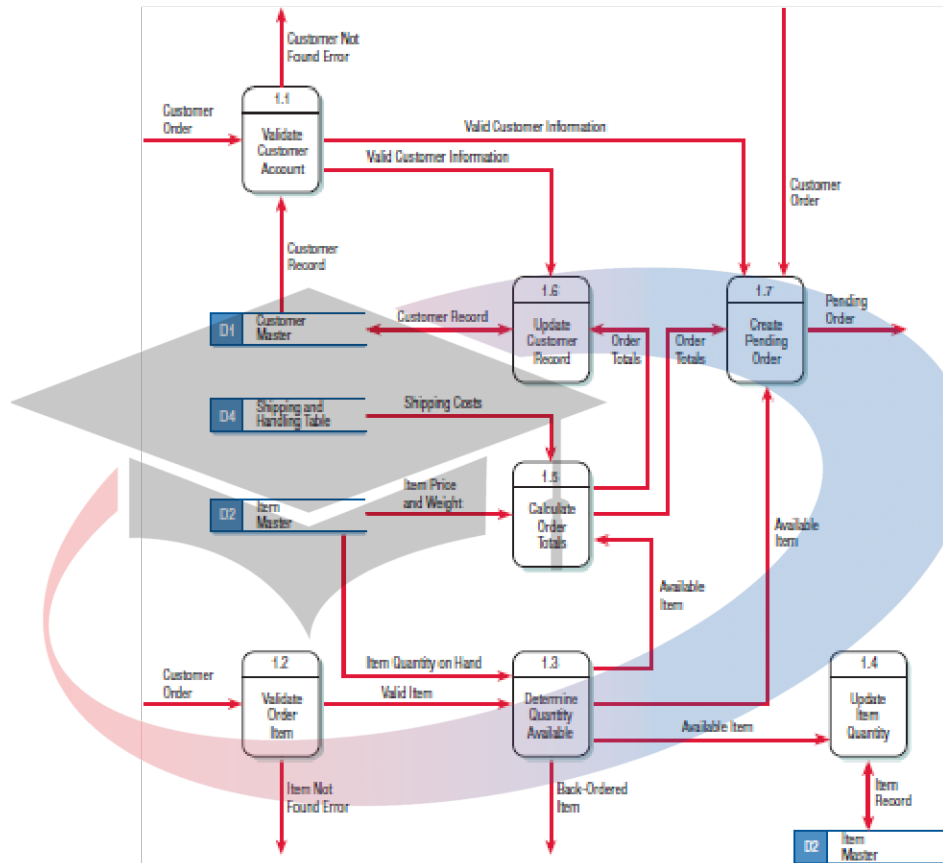 Customer Not
Found Error
Customer
Order
1.1
Validate
Customer
Account
Valid Customer Information
Valid Customer Information
Customer
Order
Customer
Record
D1
Customer
Master
Customer Record
1.6
Update
Customer
Record
Order
Totals
Order
Totals
1.7
Create
Pending
Order
Pending
Order
D4
Shipping and
Handling Table
Shipping Costs
D2
Item
Master
Item Price
and Weight
1.5
Calculate
Order
Totals
Available
Item
Available
Item
Customer
Order
1.2
Validate
Order
Item
Item Quantity on Hand
Valid Item
1.3
Determine
Quantity
Available
Available Item
1.4
Update
Item
Quantity
Item Not
Found Error
Back-Ordered
Item
Item
Record
D2
Item
Master